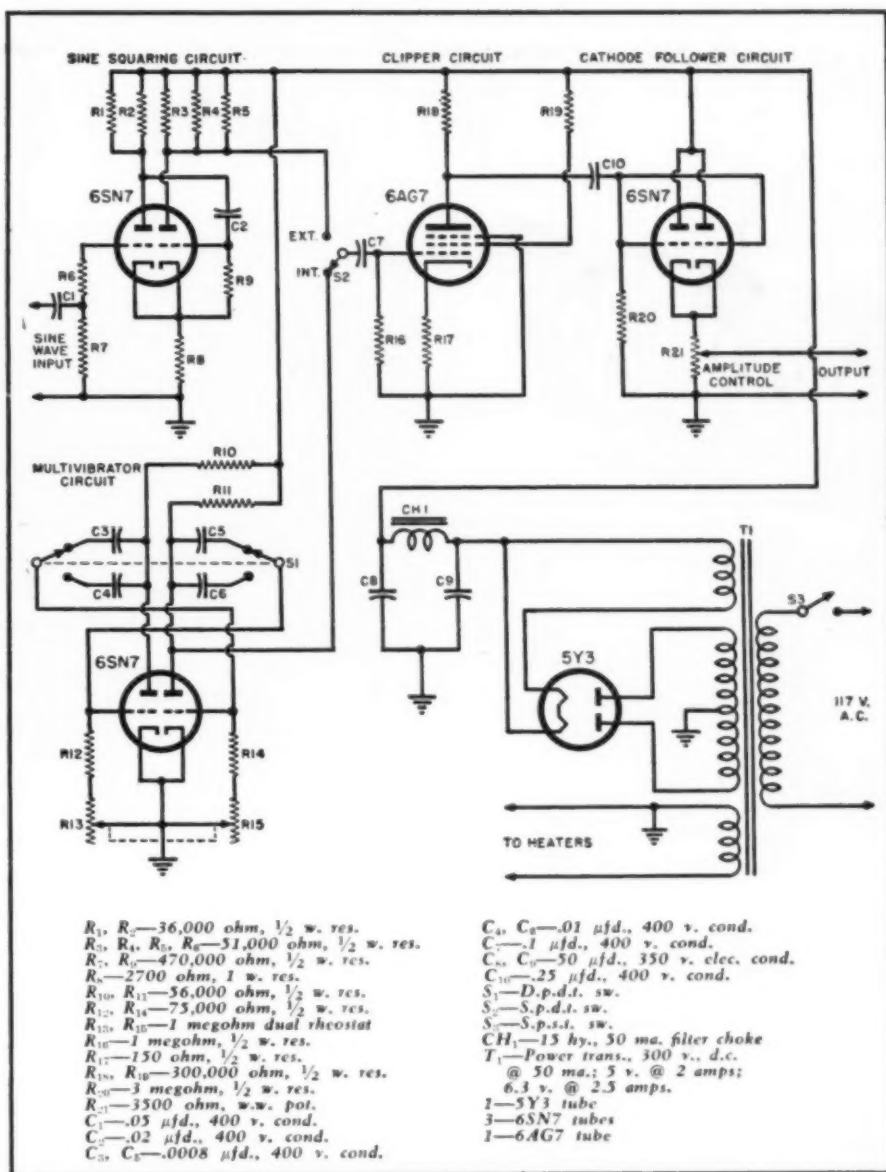 SINE SQUARING CIRCUIT
CLIPPER CIRCUIT
CATHODE FOLLOWER CIRCUIT
R1
R2
R3
R4
R5
R18
R19
6SN7
C2
EXT.
6AG7
C10
6SN7
R6
C1
R9
INT.
S2
C7
SINE
WAVE
INPUT
R7
R8
R16
R17
R20
R21
AMPLITUDE
CONTROL
OUTPUT
MULTIVIBRATOR
CIRCUIT
R10
R11
C3
C5
S1
C4
C6
CH1
C8
C9
T1
S3
6SN7
5Y3
117 V.
A.C.
R12
R14
R13
R15
TO HEATERS
R₁, R₂—36,000 ohm, ½ w. res.
R₃, R₄, R₅, R₆—51,000 ohm, ½ w. res.
R₇, R₉—470,000 ohm, ½ w. res.
R₈—2700 ohm, 1 w. res.
R₁₀, R₁₁—56,000 ohm, ½ w. res.
R₁₂, R₁₄—75,000 ohm, ½ w. res.
R₁₃, R₁₅—1 megohm dual rheostat
R₁₆—1 megohm, ½ w. res.
R₁₇—150 ohm, ½ w. res.
R₁₈, R₁₉—300,000 ohm, ½ w. res.
R₂₀—3 megohm, ½ w. res.
R₂₁—3500 ohm, w.w. pot.
C₁—.05 µfd., 400 v. cond.
C₂—.02 µfd., 400 v. cond.
C₃, C₅—.0008 µfd., 400 v. cond.
C₄, C₆—.01 µfd., 400 v. cond.
C₇—.1 µfd., 400 v. cond.
C₈, C₉—50 µfd., 350 v. elec. cond.
C₁₀—.25 µfd., 400 v. cond.
S₁—D.p.d.t. sw.
S₂—S.p.d.t. sw.
S₃—S.p.s.t. sw.
CH₁—15 hy., 50 ma. filter choke
T₁—Power trans., 300 v., d.c.
@ 50 ma.; 5 v. @ 2 amps;
6.3 v. @ 2.5 amps.
1—5Y3 tube
3—6SN7 tubes
1—6AG7 tube